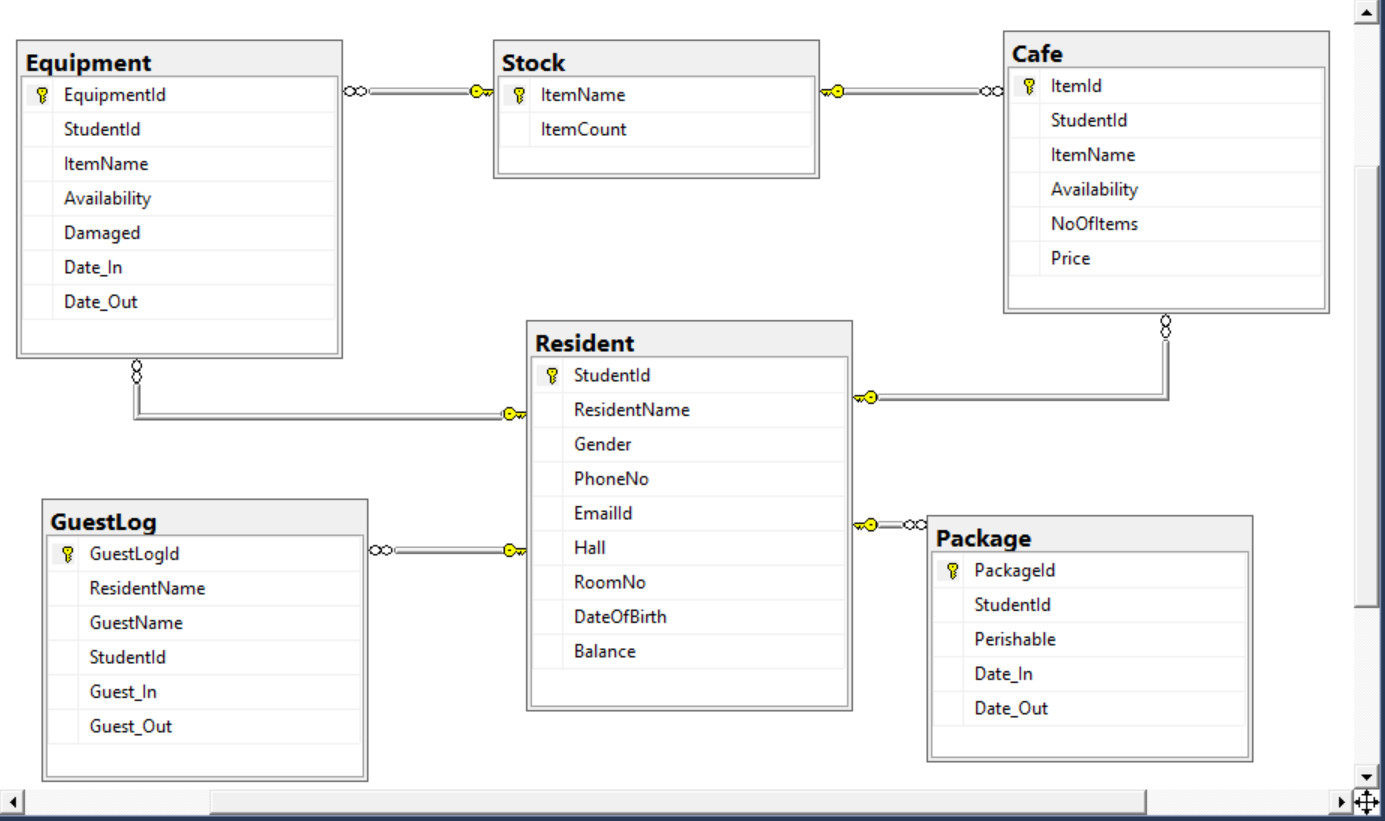 Equipment
EquipmentId
StudentId
ItemName
Availability
Damaged
Date_In
Date_Out
Stock
ItemName
ItemCount
Cafe
ItemId
StudentId
ItemName
Availability
NoOfItems
Price
Resident
StudentId
ResidentName
Gender
PhoneNo
EmailId
Hall
RoomNo
DateOfBirth
Balance
GuestLog
GuestLogId
ResidentName
GuestName
StudentId
Guest_In
Guest_Out
Package
PackageId
StudentId
Perishable
Date_In
Date_Out